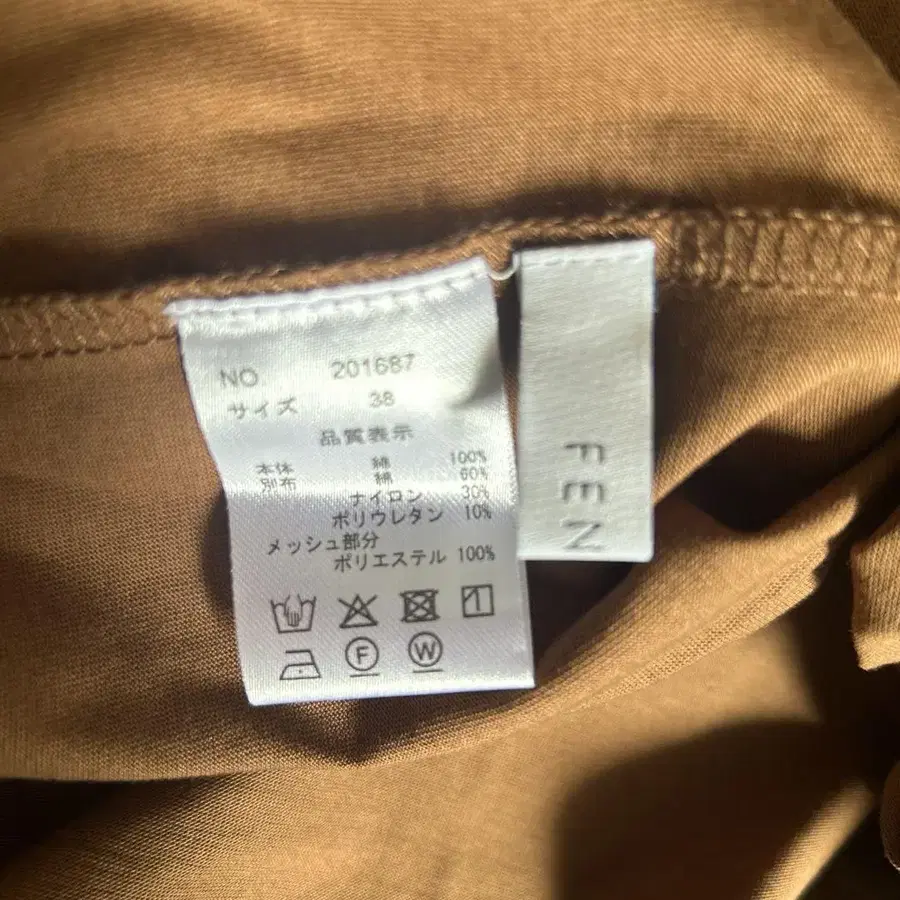 NO. 201687
サイズ 38
品質表示
本体 綿 100%
別布 綿 60%
ナイロン 30%
ポリウレタン 10%
メッシュ部分
ポリエステル 100%
F W
FEN